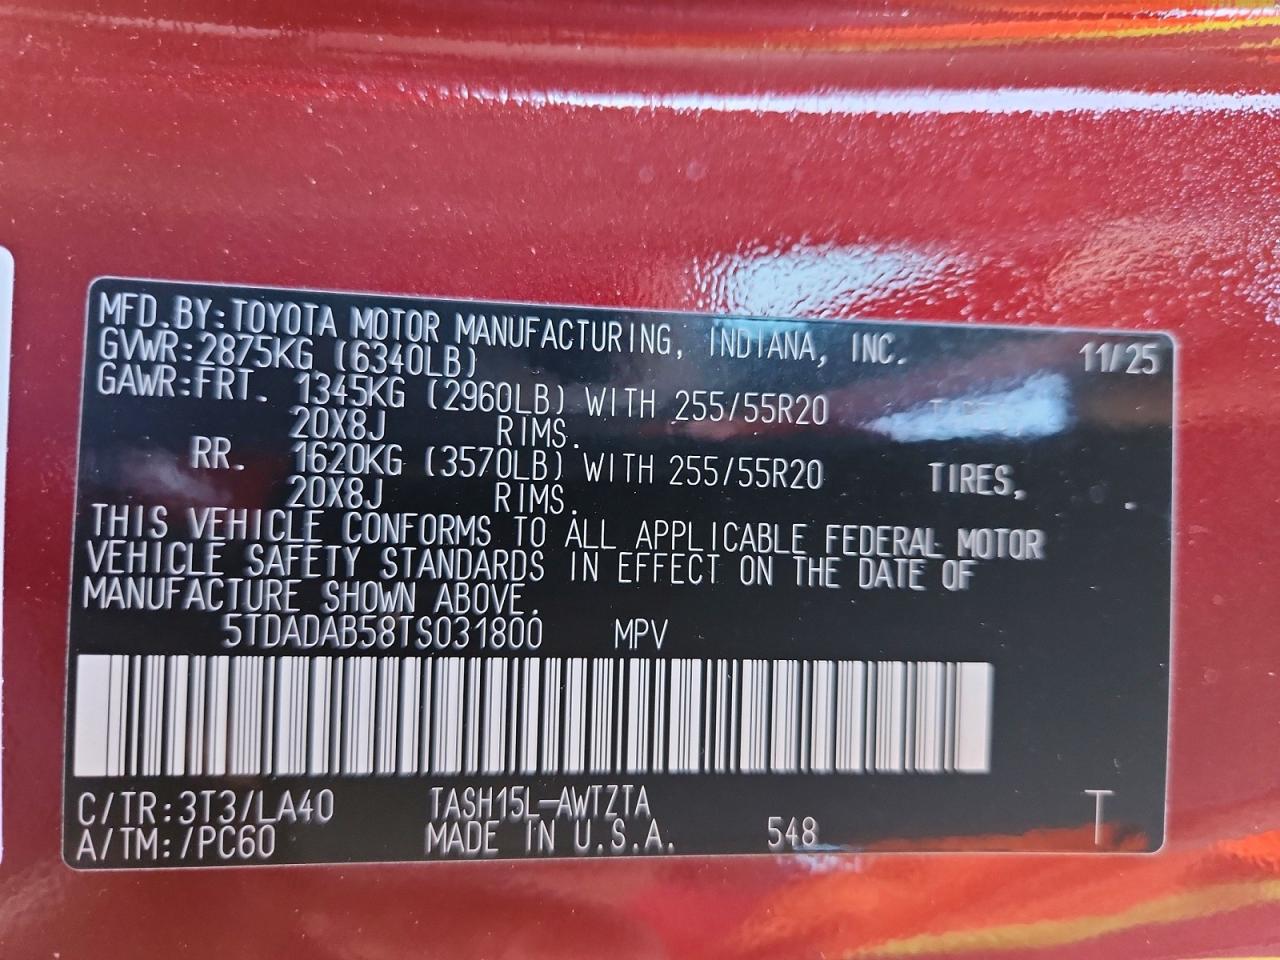 MFD.BY:TOYOTA MOTOR MANUFACTURING, INDIANA, INC. 11/25
GVWR:2875KG (6340LB)
GAWR:FRT. 1345KG (2960LB) WITH 255/55R20 TIRES,
20X8J RIMS.
RR. 1620KG (3570LB) WITH 255/55R20 TIRES,
20X8J RIMS.
THIS VEHICLE CONFORMS TO ALL APPLICABLE FEDERAL MOTOR
VEHICLE SAFETY STANDARDS IN EFFECT ON THE DATE OF
MANUFACTURE SHOWN ABOVE.
5TDADAB58TS031800 MPV
C/TR:3T3/LA40 TASH15L-AWTZTA
A/TM:/PC60 MADE IN U.S.A. 548 T